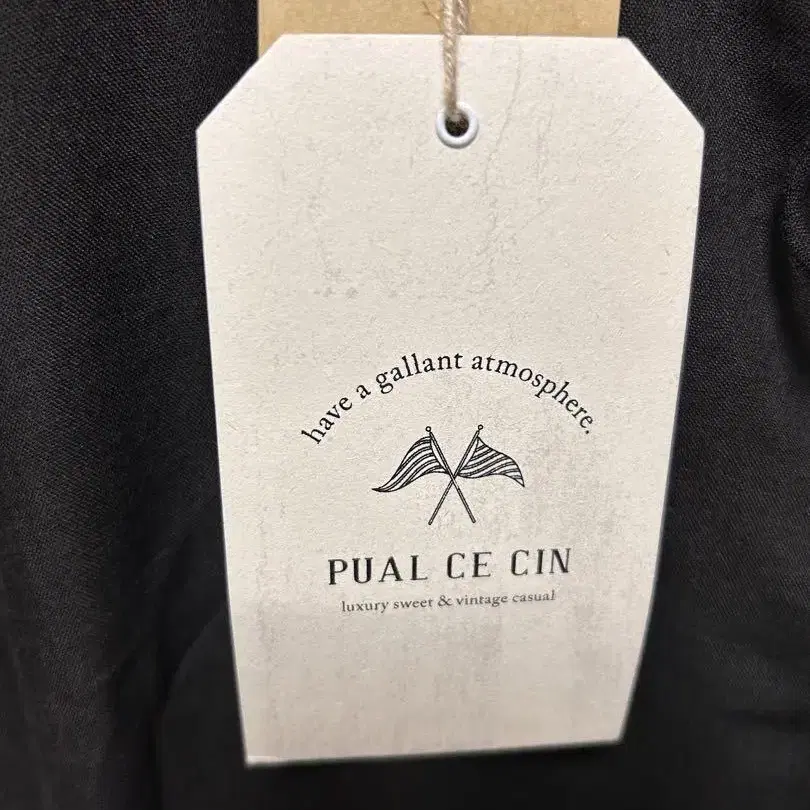 have a gallant atmosphere.
PUAL CE CIN
luxury sweet & vintage casual